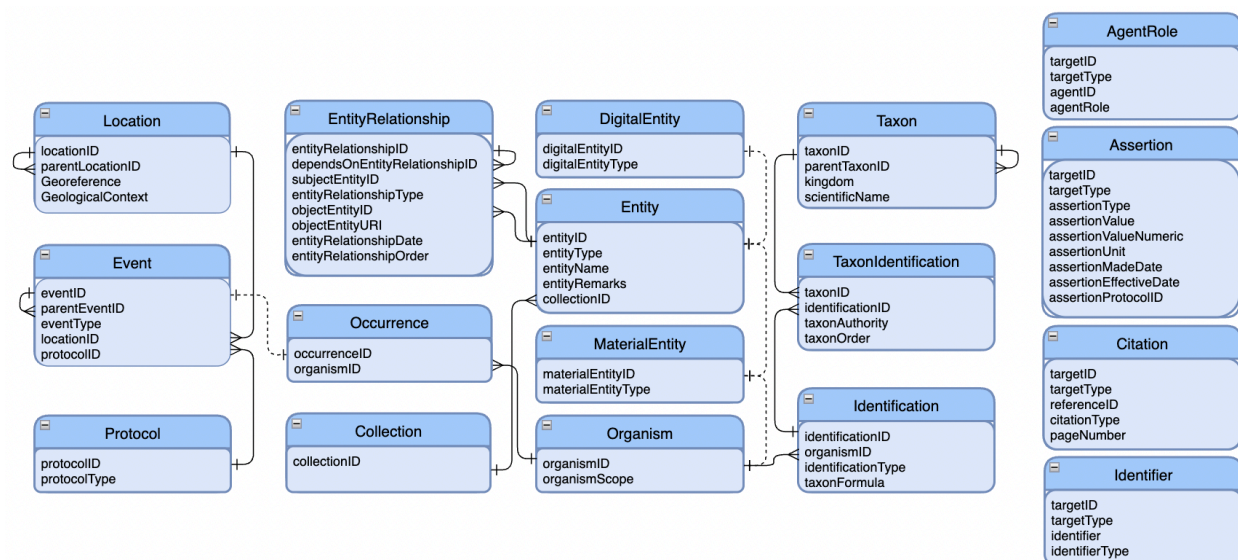 Location
locationID
parentLocationID
Georeference
GeologicalContext
Event
eventID
parentEventID
eventType
locationID
protocolID
Protocol
protocolID
protocolType
EntityRelationship
entityRelationshipID
dependsOnEntityRelationshipID
subjectEntityID
entityRelationshipType
objectEntityID
objectEntityURI
entityRelationshipDate
entityRelationshipOrder
Occurrence
occurrenceID
organismID
Collection
collectionID
DigitalEntity
digitalEntityID
digitalEntityType
Entity
entityID
entityType
entityName
entityRemarks
collectionID
MaterialEntity
materialEntityID
materialEntityType
Organism
organismID
organismScope
Taxon
taxonID
parentTaxonID
kingdom
scientificName
TaxonIdentification
taxonID
identificationID
taxonAuthority
taxonOrder
Identification
identificationID
organismID
identificationType
taxonFormula
AgentRole
targetID
targetType
agentID
agentRole
Assertion
targetID
targetType
assertionType
assertionValue
assertionValueNumeric
assertionUnit
assertionMadeDate
assertionEffectiveDate
assertionProtocolID
Citation
targetID
targetType
referenceID
citationType
pageNumber
Identifier
targetID
targetType
identifier
identifierType